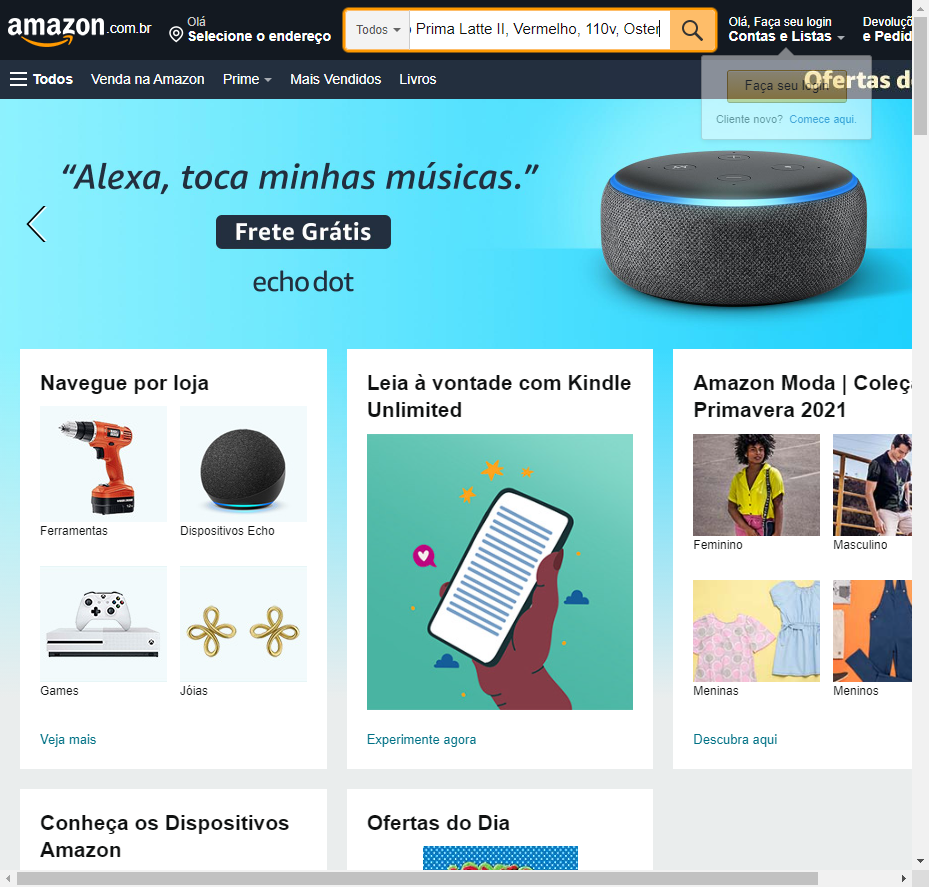 amazon.com.br
Olá
Selecione o endereço
Todos
Prima Latte II, Vermelho, 110v, Oster
Olá, Faça seu login
Contas e Listas
Devoluçõ
e Pedid
Todos
Venda na Amazon
Prime
Mais Vendidos
Livros
Ofertas d
Faça seu login
Cliente novo? Comece aqui.
“Alexa, toca minhas músicas.”
Frete Grátis
echo dot
Navegue por loja
Ferramentas
Dispositivos Echo
Games
Jóias
Veja mais
Leia à vontade com Kindle
Unlimited
Experimente agora
Amazon Moda | Coleç
Primavera 2021
Feminino
Masculino
Meninas
Meninos
Descubra aqui
Conheça os Dispositivos
Amazon
Ofertas do Dia